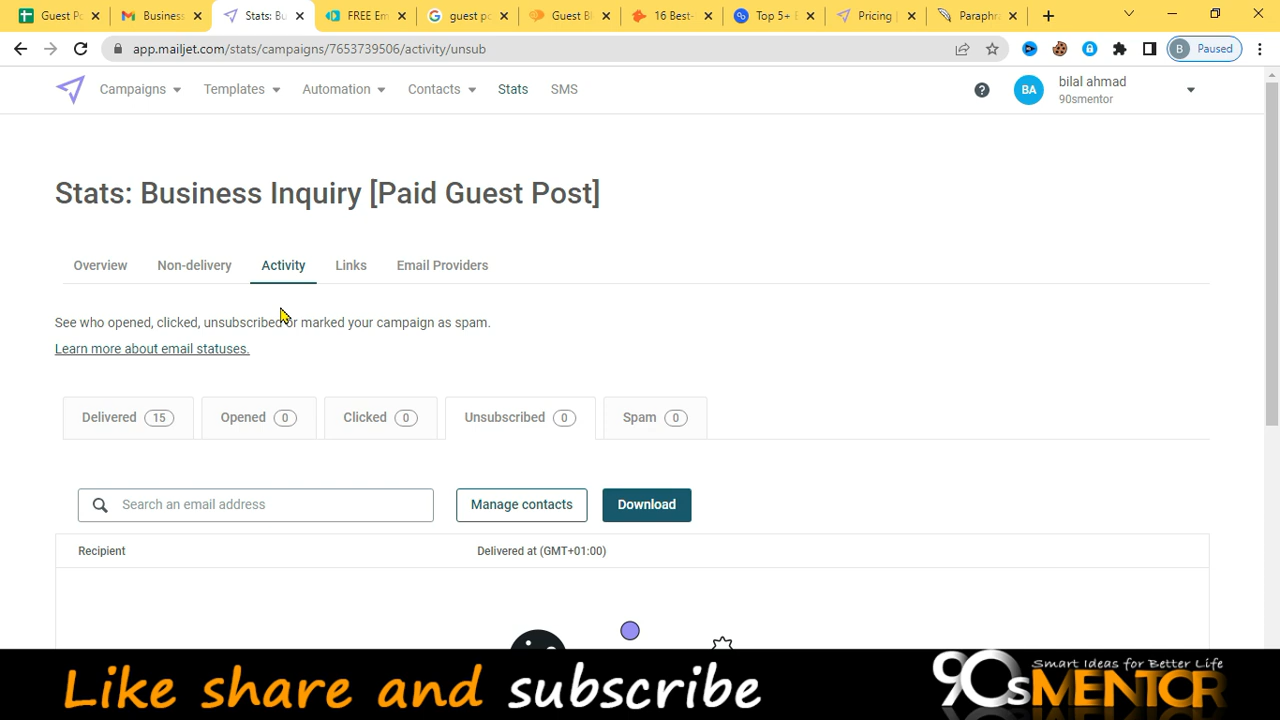 Guest Po
Business
Stats: Bu
FREE Em
guest po
Guest Bl
16 Best-
Top 5+ E
Pricing |
Paraphra
app.mailjet.com/stats/campaigns/7653739506/activity/unsub
B Paused
Campaigns
Templates
Automation
Contacts
Stats
SMS
?
BA
bilal ahmad
90smentor
Stats: Business Inquiry [Paid Guest Post]
Overview
Non-delivery
Activity
Links
Email Providers
See who opened, clicked, unsubscribed or marked your campaign as spam.
Learn more about email statuses.
Delivered 15
Opened 0
Clicked 0
Unsubscribed 0
Spam 0
Search an email address
Manage contacts
Download
Recipient
Delivered at (GMT+01:00)
Like share and subscribe
Smart Ideas for Better Life
90sMENTOR